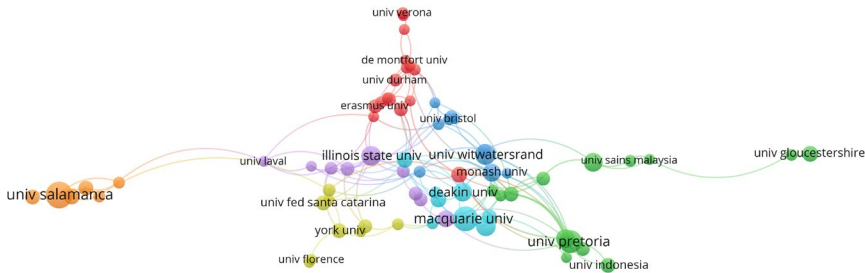 univ verona
de montfort univ
univ durham
erasmus univ
univ bristol
univ laval
illinois state univ
univ witwatersrand
univ sains malaysia
univ gloucestershire
monash univ
univ salamanca
deakin univ
univ fed santa catarina
macquarie univ
york univ
univ pretoria
univ florence
univ indonesia